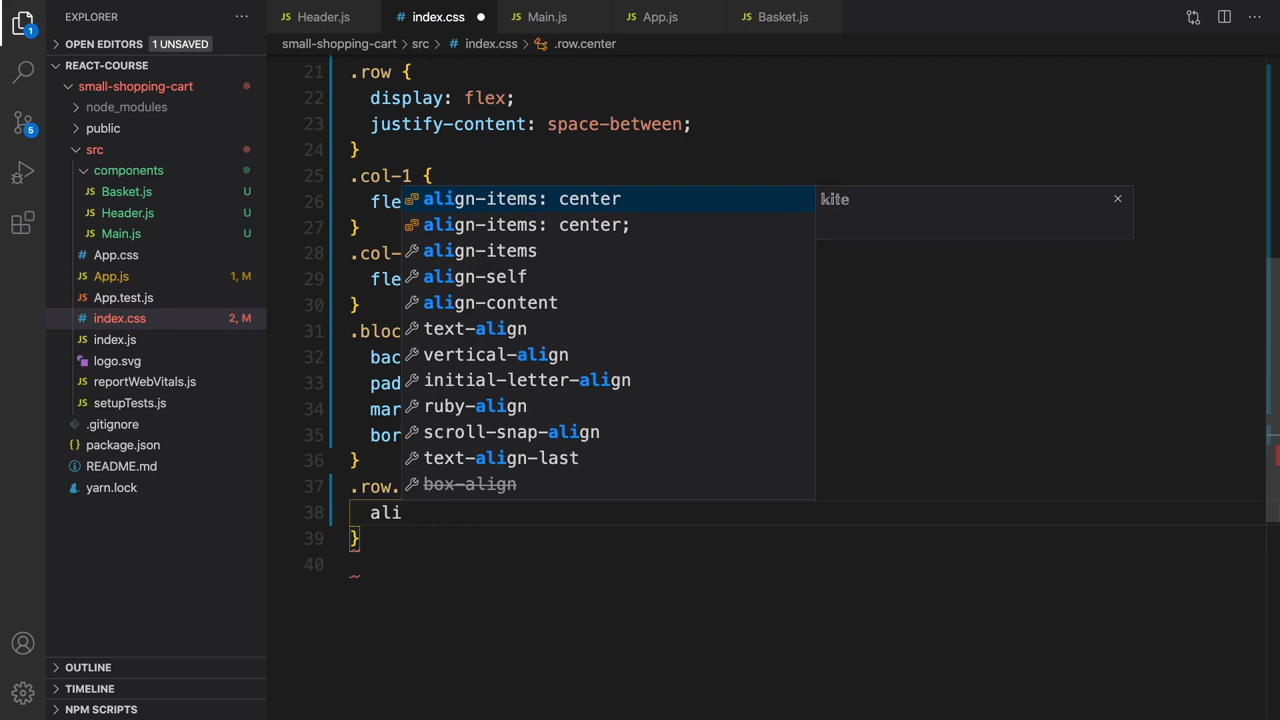 EXPLORER
Header.js
index.css
Main.js
App.js
Basket.js
OPEN EDITORS 1 UNSAVED
small-shopping-cart > src > index.css > .row.center
REACT-COURSE
small-shopping-cart
node_modules
public
src
components
Basket.js U
Header.js U
Main.js U
App.css
App.js 1, M
App.test.js
index.css 2, M
index.js
logo.svg
reportWebVitals.js
setupTests.js
.gitignore
package.json
README.md
yarn.lock
OUTLINE
TIMELINE
NPM SCRIPTS
1
5
21 .row {
22 display: flex;
23 justify-content: space-between;
24 }
25 .col-1 {
26 fle
27 }
28 .col-
29 fle
30 }
31 .bloc
32 bac
33 pad
34 mar
35 bor
36 }
37 .row.
38 ali
39 }
40
align-items: center
align-items: center;
align-items
align-self
align-content
text-align
vertical-align
initial-letter-align
ruby-align
scroll-snap-align
text-align-last
box-align
kite